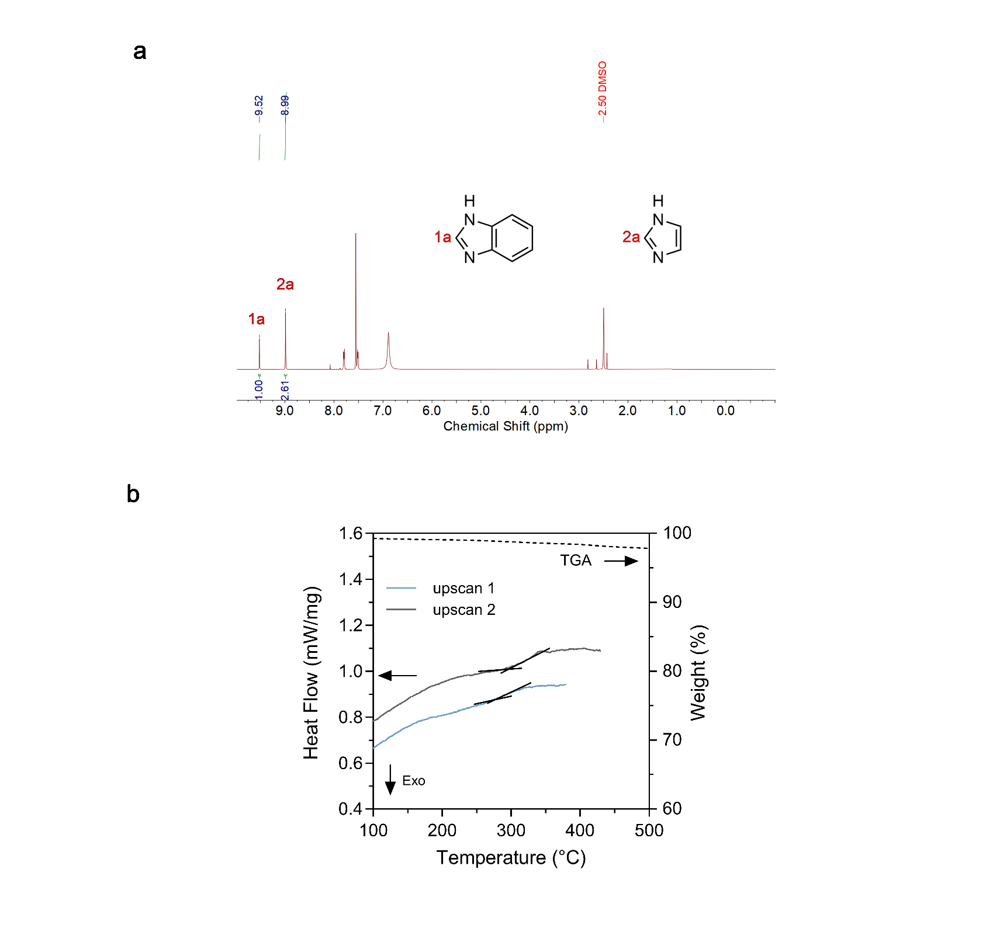 a
9.52
8.99
2.50 DMSO
H
N
1a
N
H
N
2a
N
2a
1a
1.00
2.61
9.0 8.0 7.0 6.0 5.0 4.0 3.0 2.0 1.0 0.0
Chemical Shift (ppm)
b
1.6
1.4
1.2
1.0
0.8
0.6
0.4
Heat Flow (mW/mg)
TGA
upscan 1
upscan 2
Exo
100
90
80
70
60
Weight (%)
100 200 300 400 500
Temperature (°C)